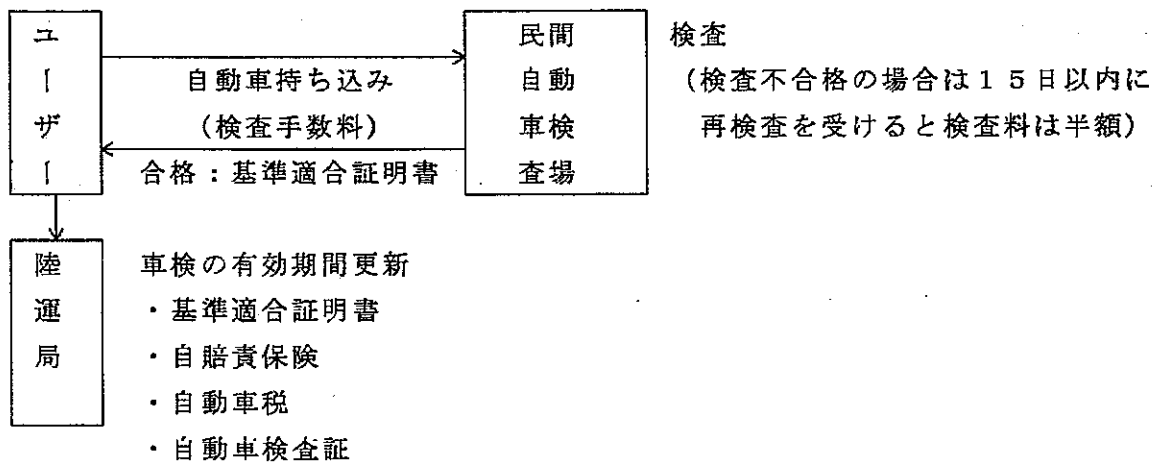 ユーザー
自動車持ち込み
(検査手数料)
合格：基準適合証明書
民間自動車検査場
検査
(検査不合格の場合は１５日以内に
再検査を受けると検査料は半額)
陸運局
車検の有効期間更新
・基準適合証明書
・自賠責保険
・自動車税
・自動車検査証